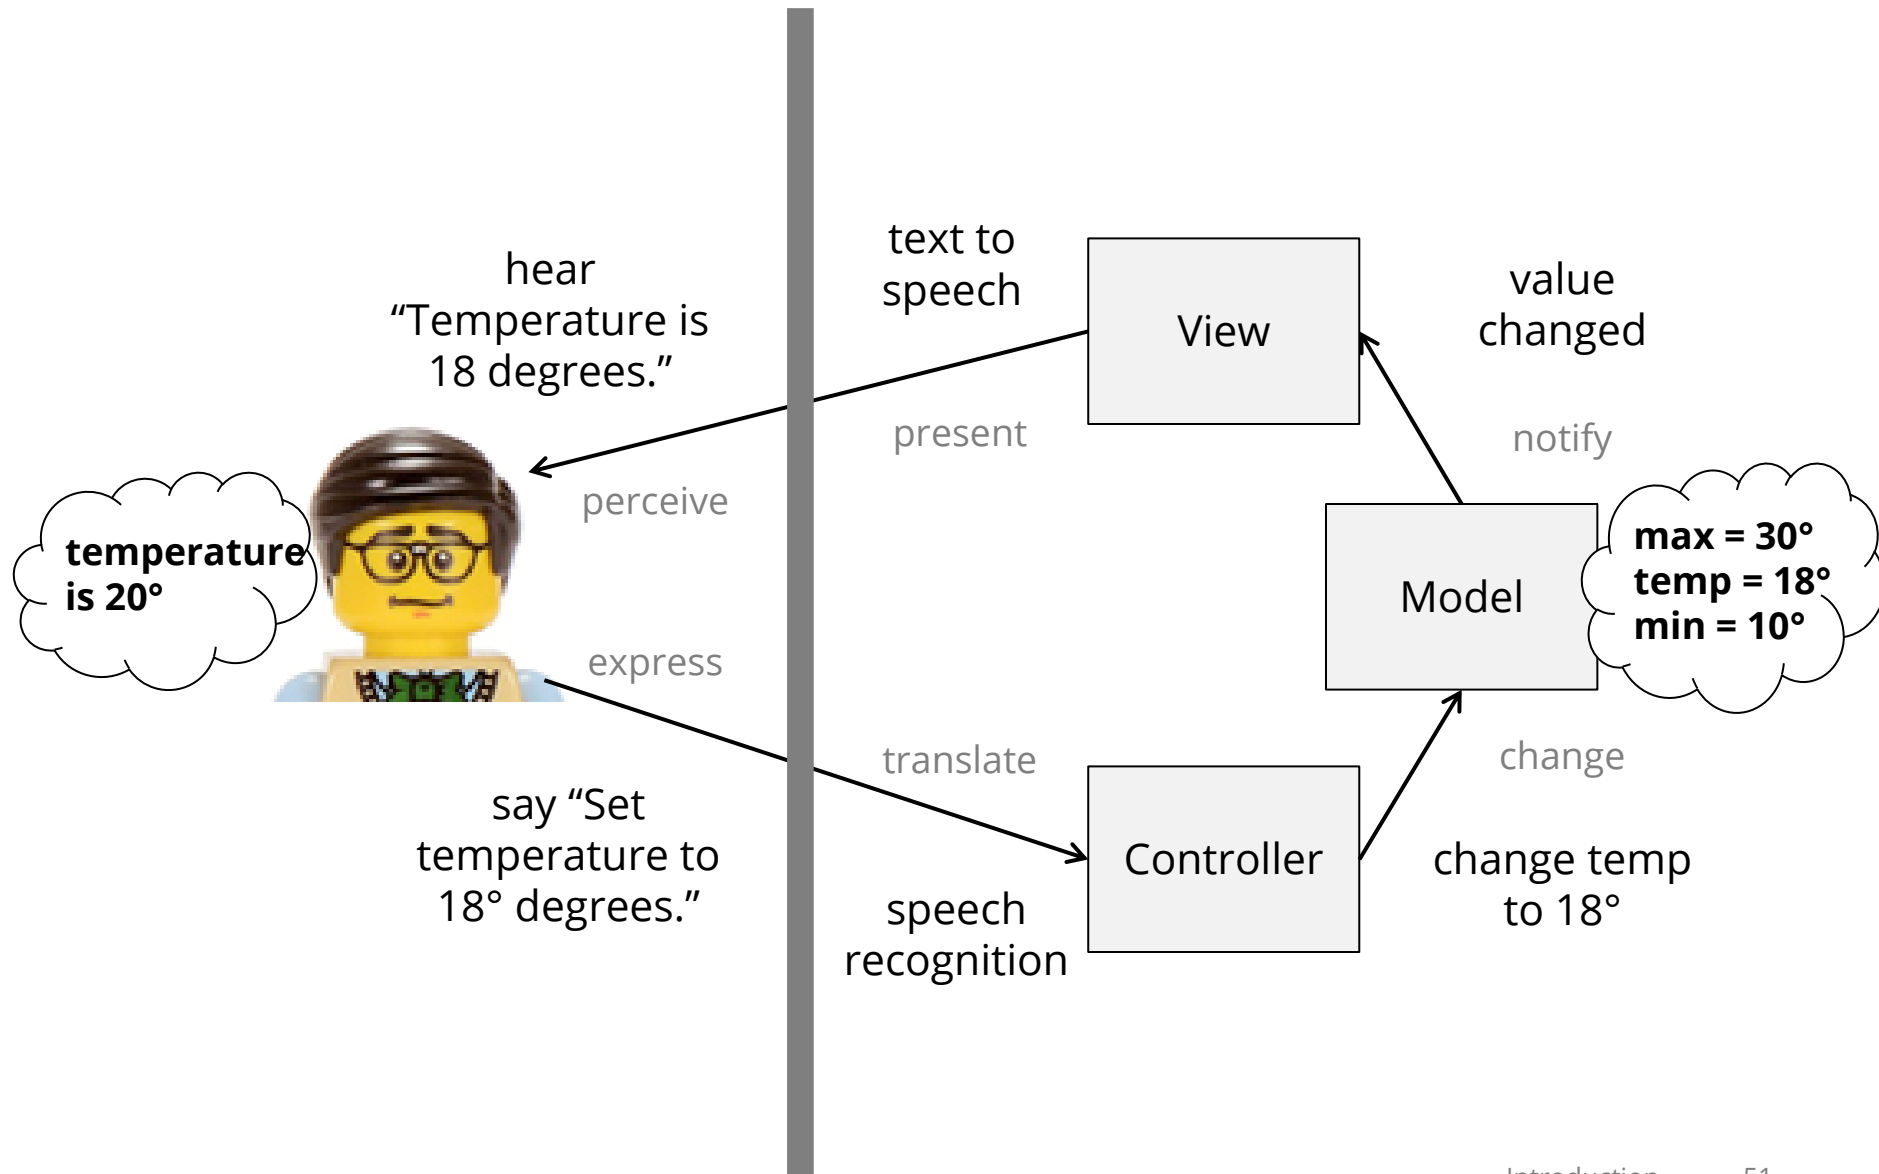 hear
“Temperature is
18 degrees.”
text to
speech
View
value
changed
present
notify
perceive
temperature
is 20°
max = 30°
temp = 18°
min = 10°
Model
express
translate
change
say “Set
temperature to
18° degrees.”
Controller
change temp
to 18°
speech
recognition
Introduction
51